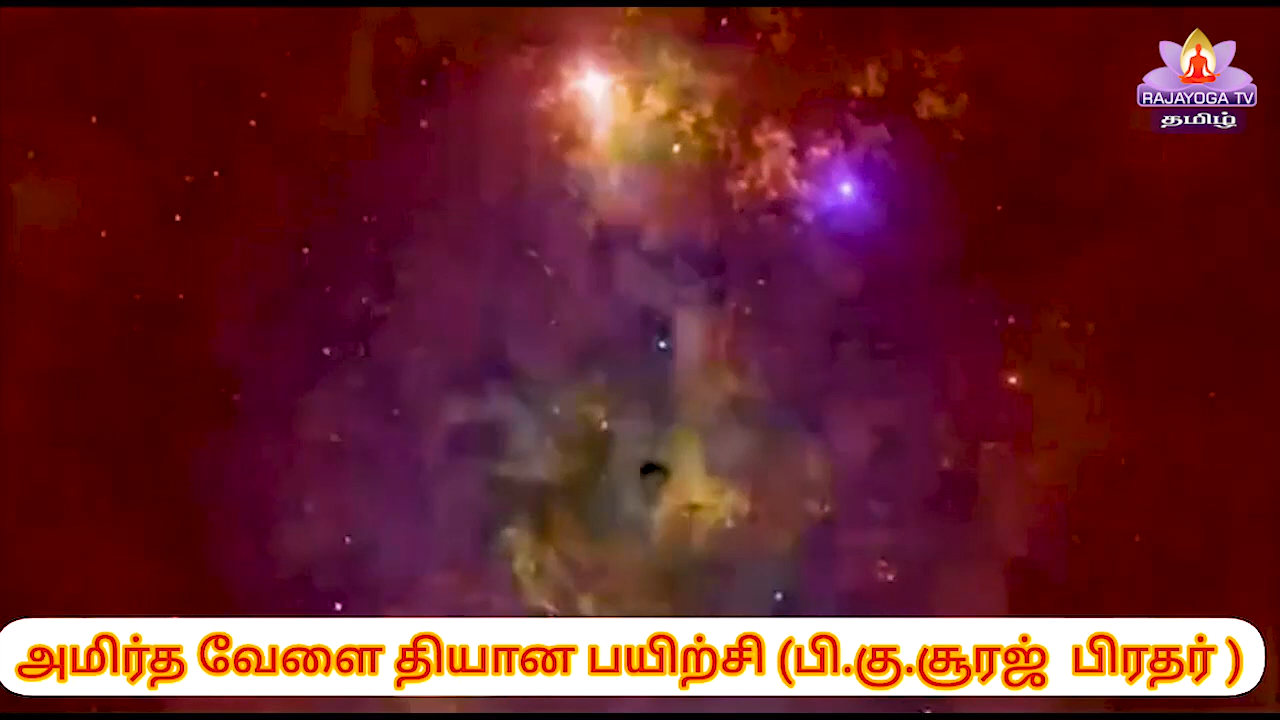 RAJAYOGA TV
தமிழ்
அமிர்த வேளை தியான பயிற்சி (பி.கு.சூரஜ் பிரதர் )